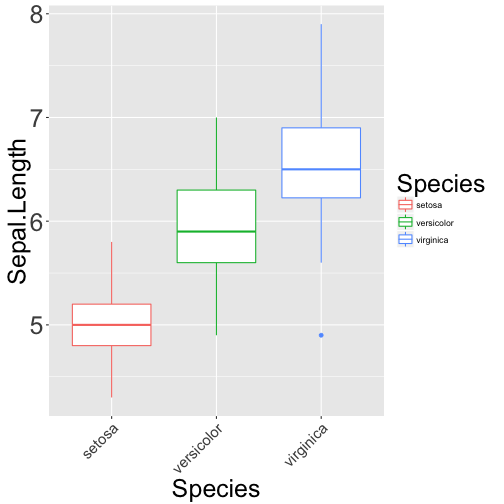 Sepal.Length
8
7
6
5
setosa
versicolor
virginica
Species
Species
setosa
versicolor
virginica